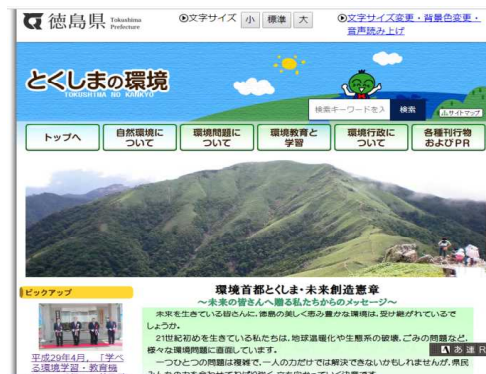 徳島県 Tokushima Prefecture
文字サイズ 小 標準 大
文字サイズ変更・背景色変更・音声読み上げ
とくしまの環境
TOKUSHIMA NO KANKYO
検索キーワードを入 検索
サイトマップ
トップへ
自然環境について
環境問題について
環境教育と学習
環境行政について
各種刊行物およびPR
環境首都とくしま・未来創造憲章
～未来の皆さんへ贈る私たちからのメッセージ～
未来を生きている皆さんに、徳島の美しく恵み豊かな環境は、受け継がれているで
しょうか。
21世紀初めを生きている私たちは、地球温暖化や生態系の破壊、ごみの問題など、
様々な環境問題に直面しています。
一つひとつの問題は複雑で、一人の力だけでは解決できないかもしれませんが、県民
ピックアップ
平成29年4月、「学べ
る環境学習・教育機